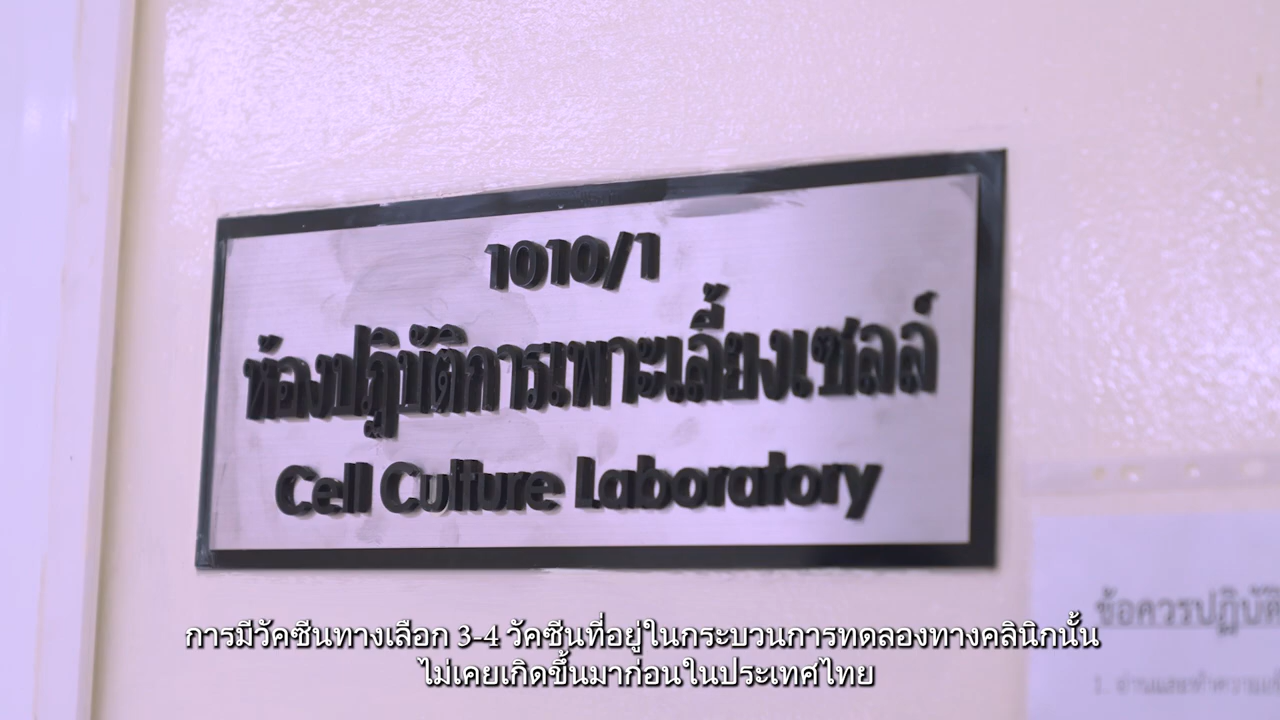 1010/1
ห้องปฏิบัติการเพาะเลี้ยงเซลล์
Cell Culture Laboratory
ข้อควรปฏิบัติ
การมีวัคซีนทางเลือก 3-4 วัคซีนที่อยู่ในกระบวนการทดลองทางคลินิกนั้น
ไม่เคยเกิดขึ้นมาก่อนในประเทศไทย